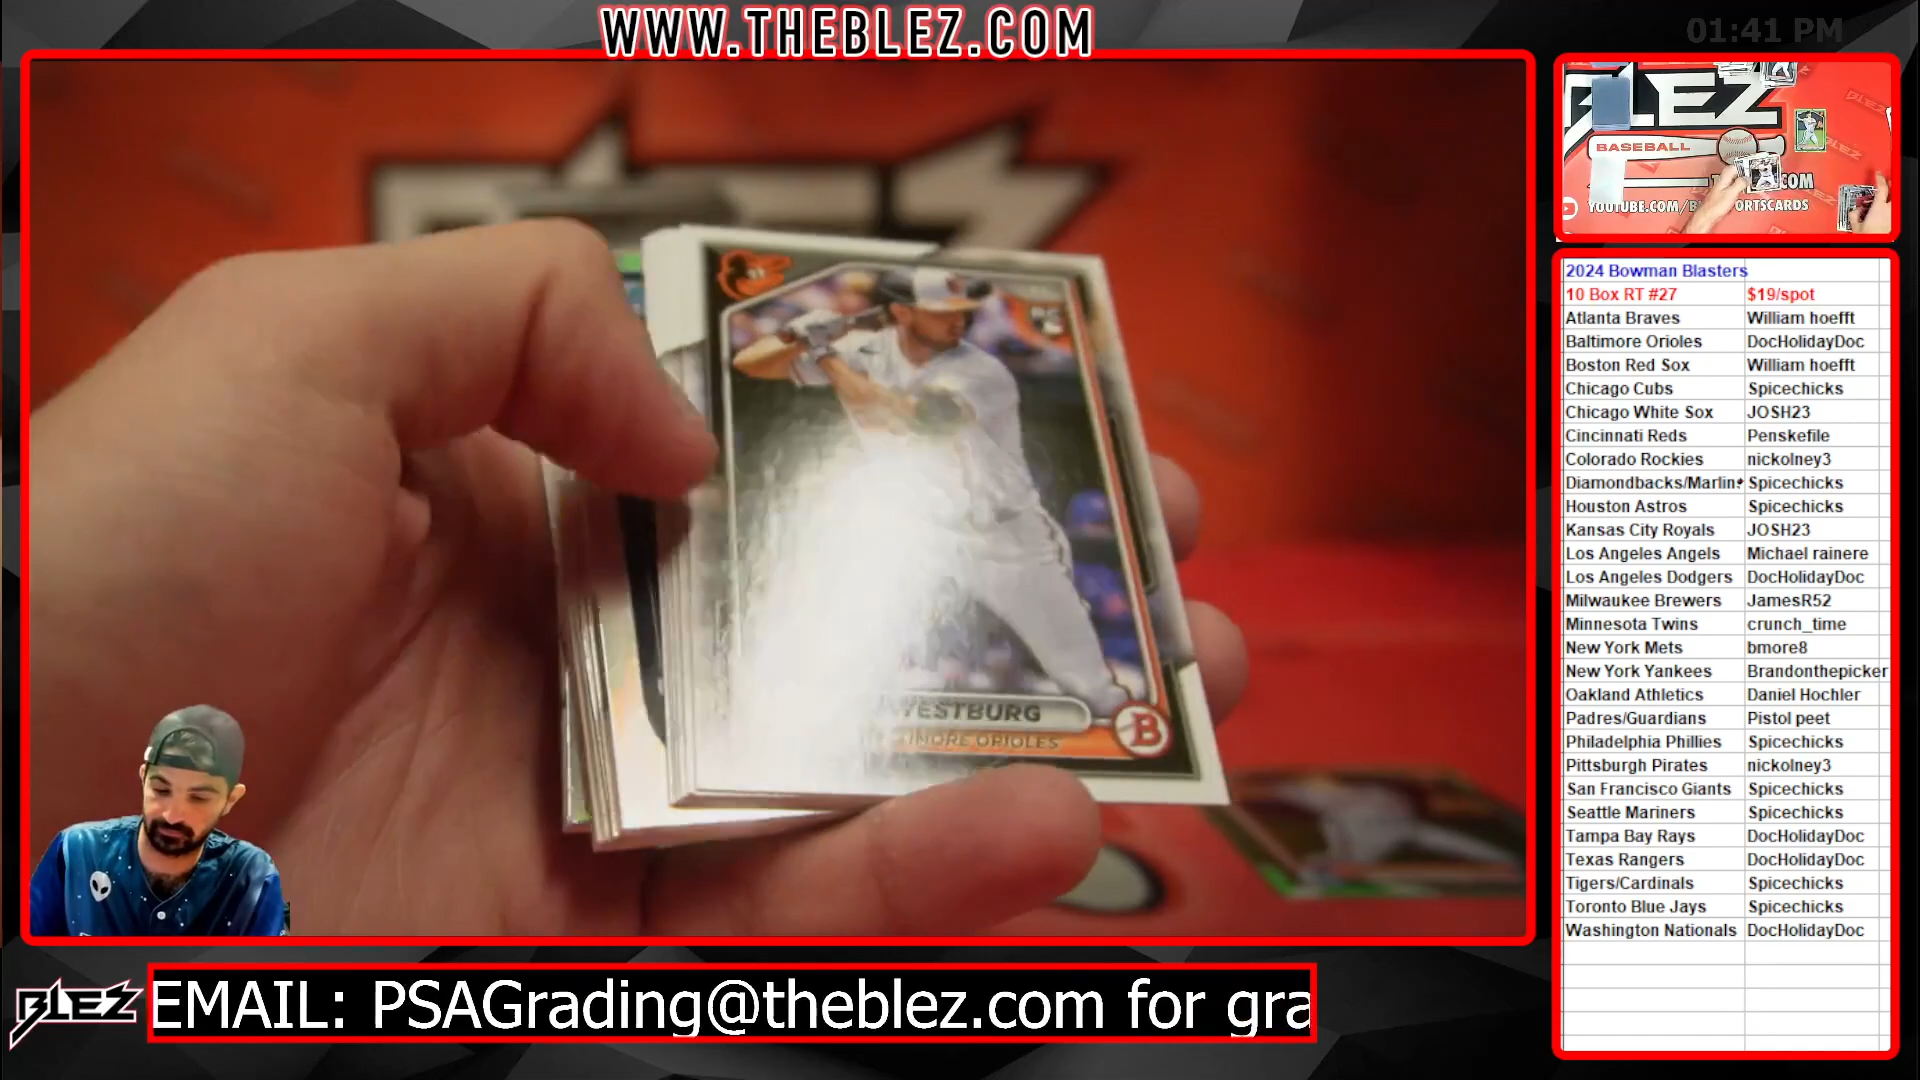 WWW.THEBLEZ.COM
01:41 PM
BLEZ
BASEBALL
YOUTUBE.COM/
WESTBURG
ORIOLES
B
2024 Bowman Blasters
10 Box RT #27 $19/spot
Atlanta Braves William hoefft
Baltimore Orioles DocHolidayDoc
Boston Red Sox William hoefft
Chicago Cubs Spicechicks
Chicago White Sox JOSH23
Cincinnati Reds Penskefile
Colorado Rockies nickolney3
Diamondbacks/Marlin Spicechicks
Houston Astros Spicechicks
Kansas City Royals JOSH23
Los Angeles Angels Michael rainere
Los Angeles Dodgers DocHolidayDoc
Milwaukee Brewers JamesR52
Minnesota Twins crunch_time
New York Mets bmore8
New York Yankees Brandonthepicker
Oakland Athletics Daniel Hochler
Padres/Guardians Pistol peet
Philadelphia Phillies Spicechicks
Pittsburgh Pirates nickolney3
San Francisco Giants Spicechicks
Seattle Mariners Spicechicks
Tampa Bay Rays DocHolidayDoc
Texas Rangers DocHolidayDoc
Tigers/Cardinals Spicechicks
Toronto Blue Jays Spicechicks
Washington Nationals DocHolidayDoc
BLEZ
EMAIL: PSAGrading@theblez.com for gra